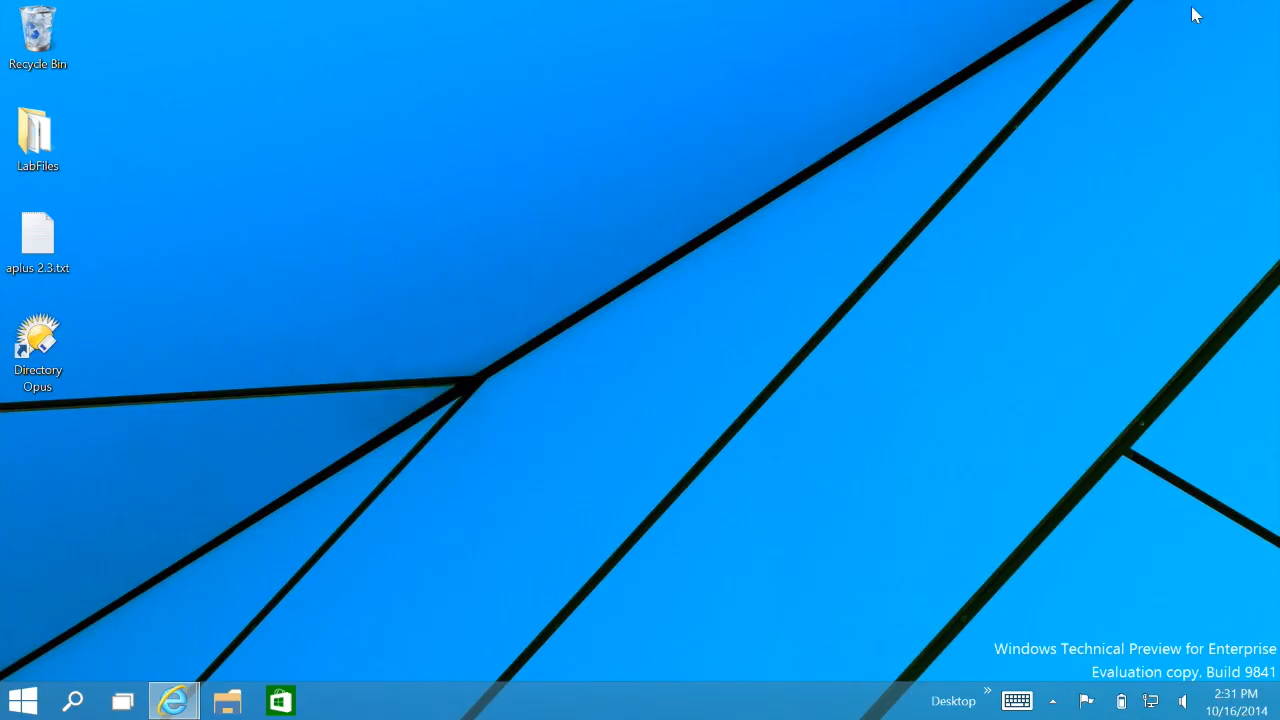 Recycle Bin
LabFiles
aplus 2.3.txt
Directory
Opus
Windows Technical Preview for Enterprise
Evaluation copy. Build 9841
Desktop
2:31 PM
10/16/2014